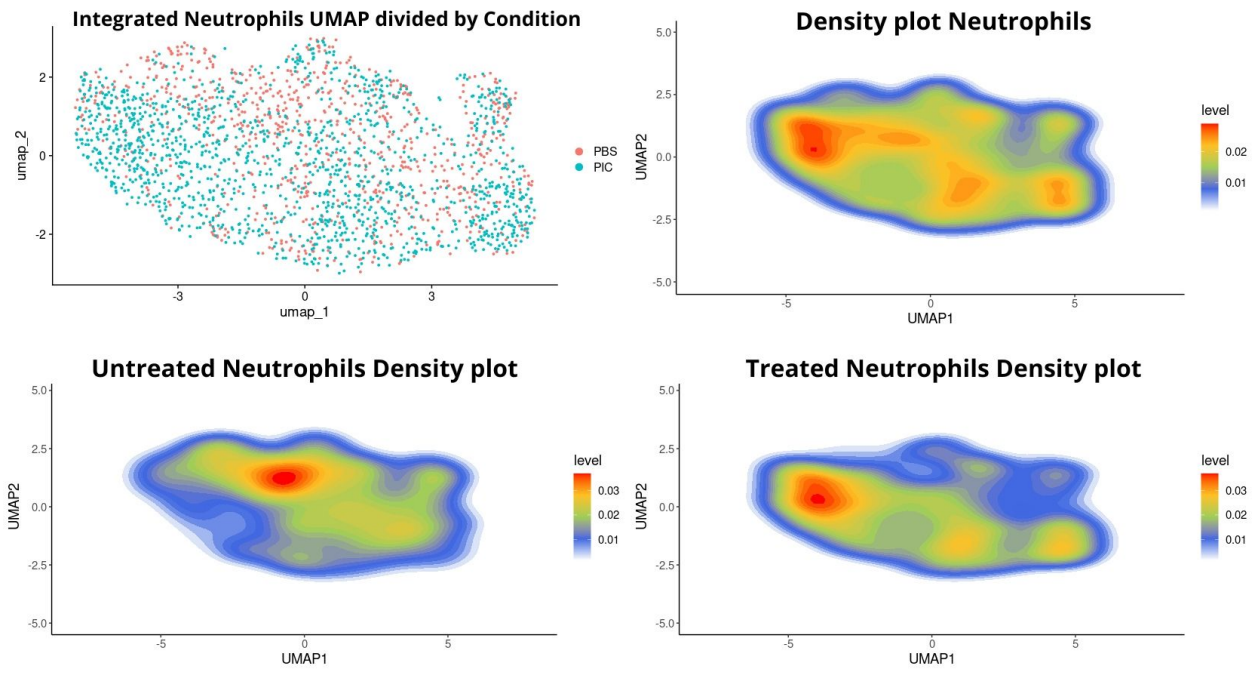 Integrated Neutrophils UMAP divided by Condition
2
0
-2
umap_2
-3
0
3
umap_1
PBS
PIC
Density plot Neutrophils
5.0
2.5
0.0
-2.5
-5.0
UMAP2
-5
0
5
UMAP1
level
0.02
0.01
Untreated Neutrophils Density plot
5.0
2.5
0.0
-2.5
-5.0
UMAP2
-5
0
5
UMAP1
level
0.03
0.02
0.01
Treated Neutrophils Density plot
5.0
2.5
0.0
-2.5
-5.0
UMAP2
-5
0
5
UMAP1
level
0.03
0.02
0.01